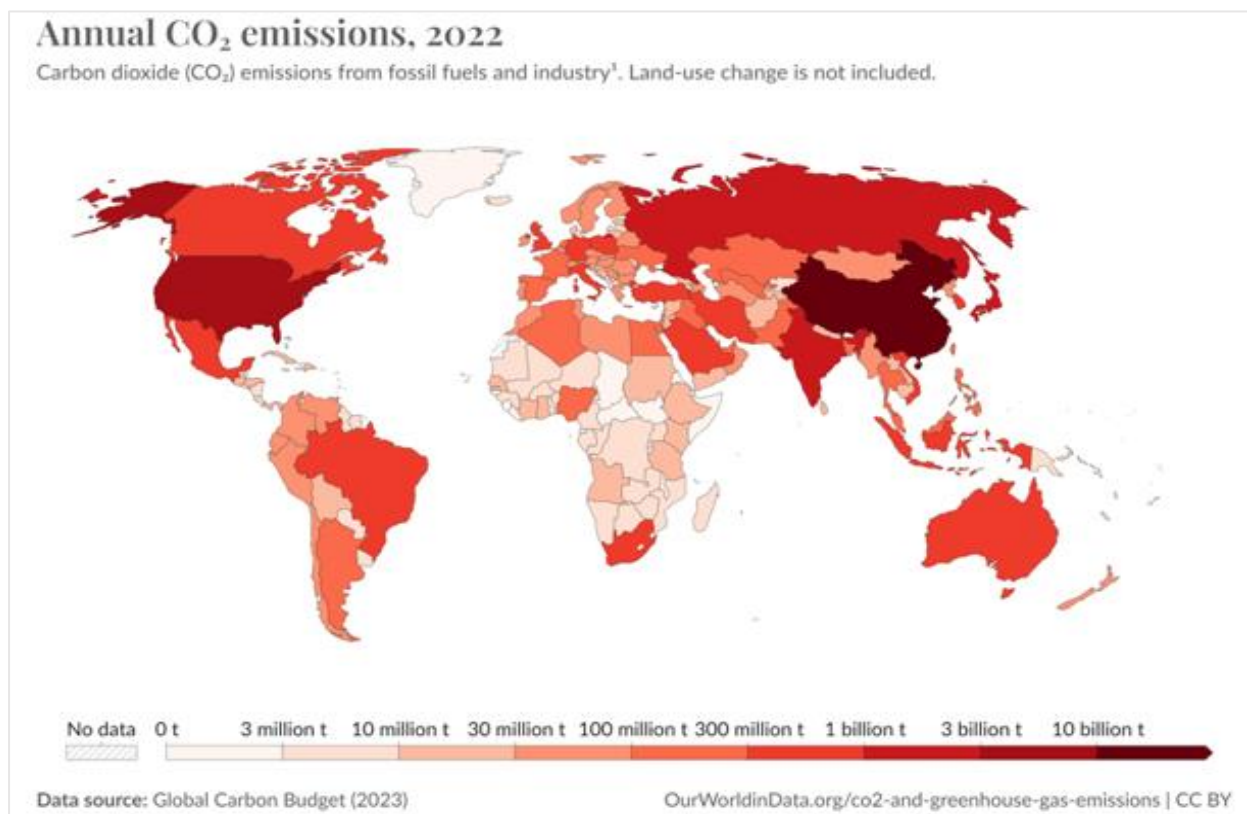 Annual CO₂ emissions, 2022
Carbon dioxide (CO₂) emissions from fossil fuels and industry¹. Land-use change is not included.
No data 0 t 3 million t 10 million t 30 million t 100 million t 300 million t 1 billion t 3 billion t 10 billion t
Data source: Global Carbon Budget (2023) OurWorldinData.org/co2-and-greenhouse-gas-emissions | CC BY